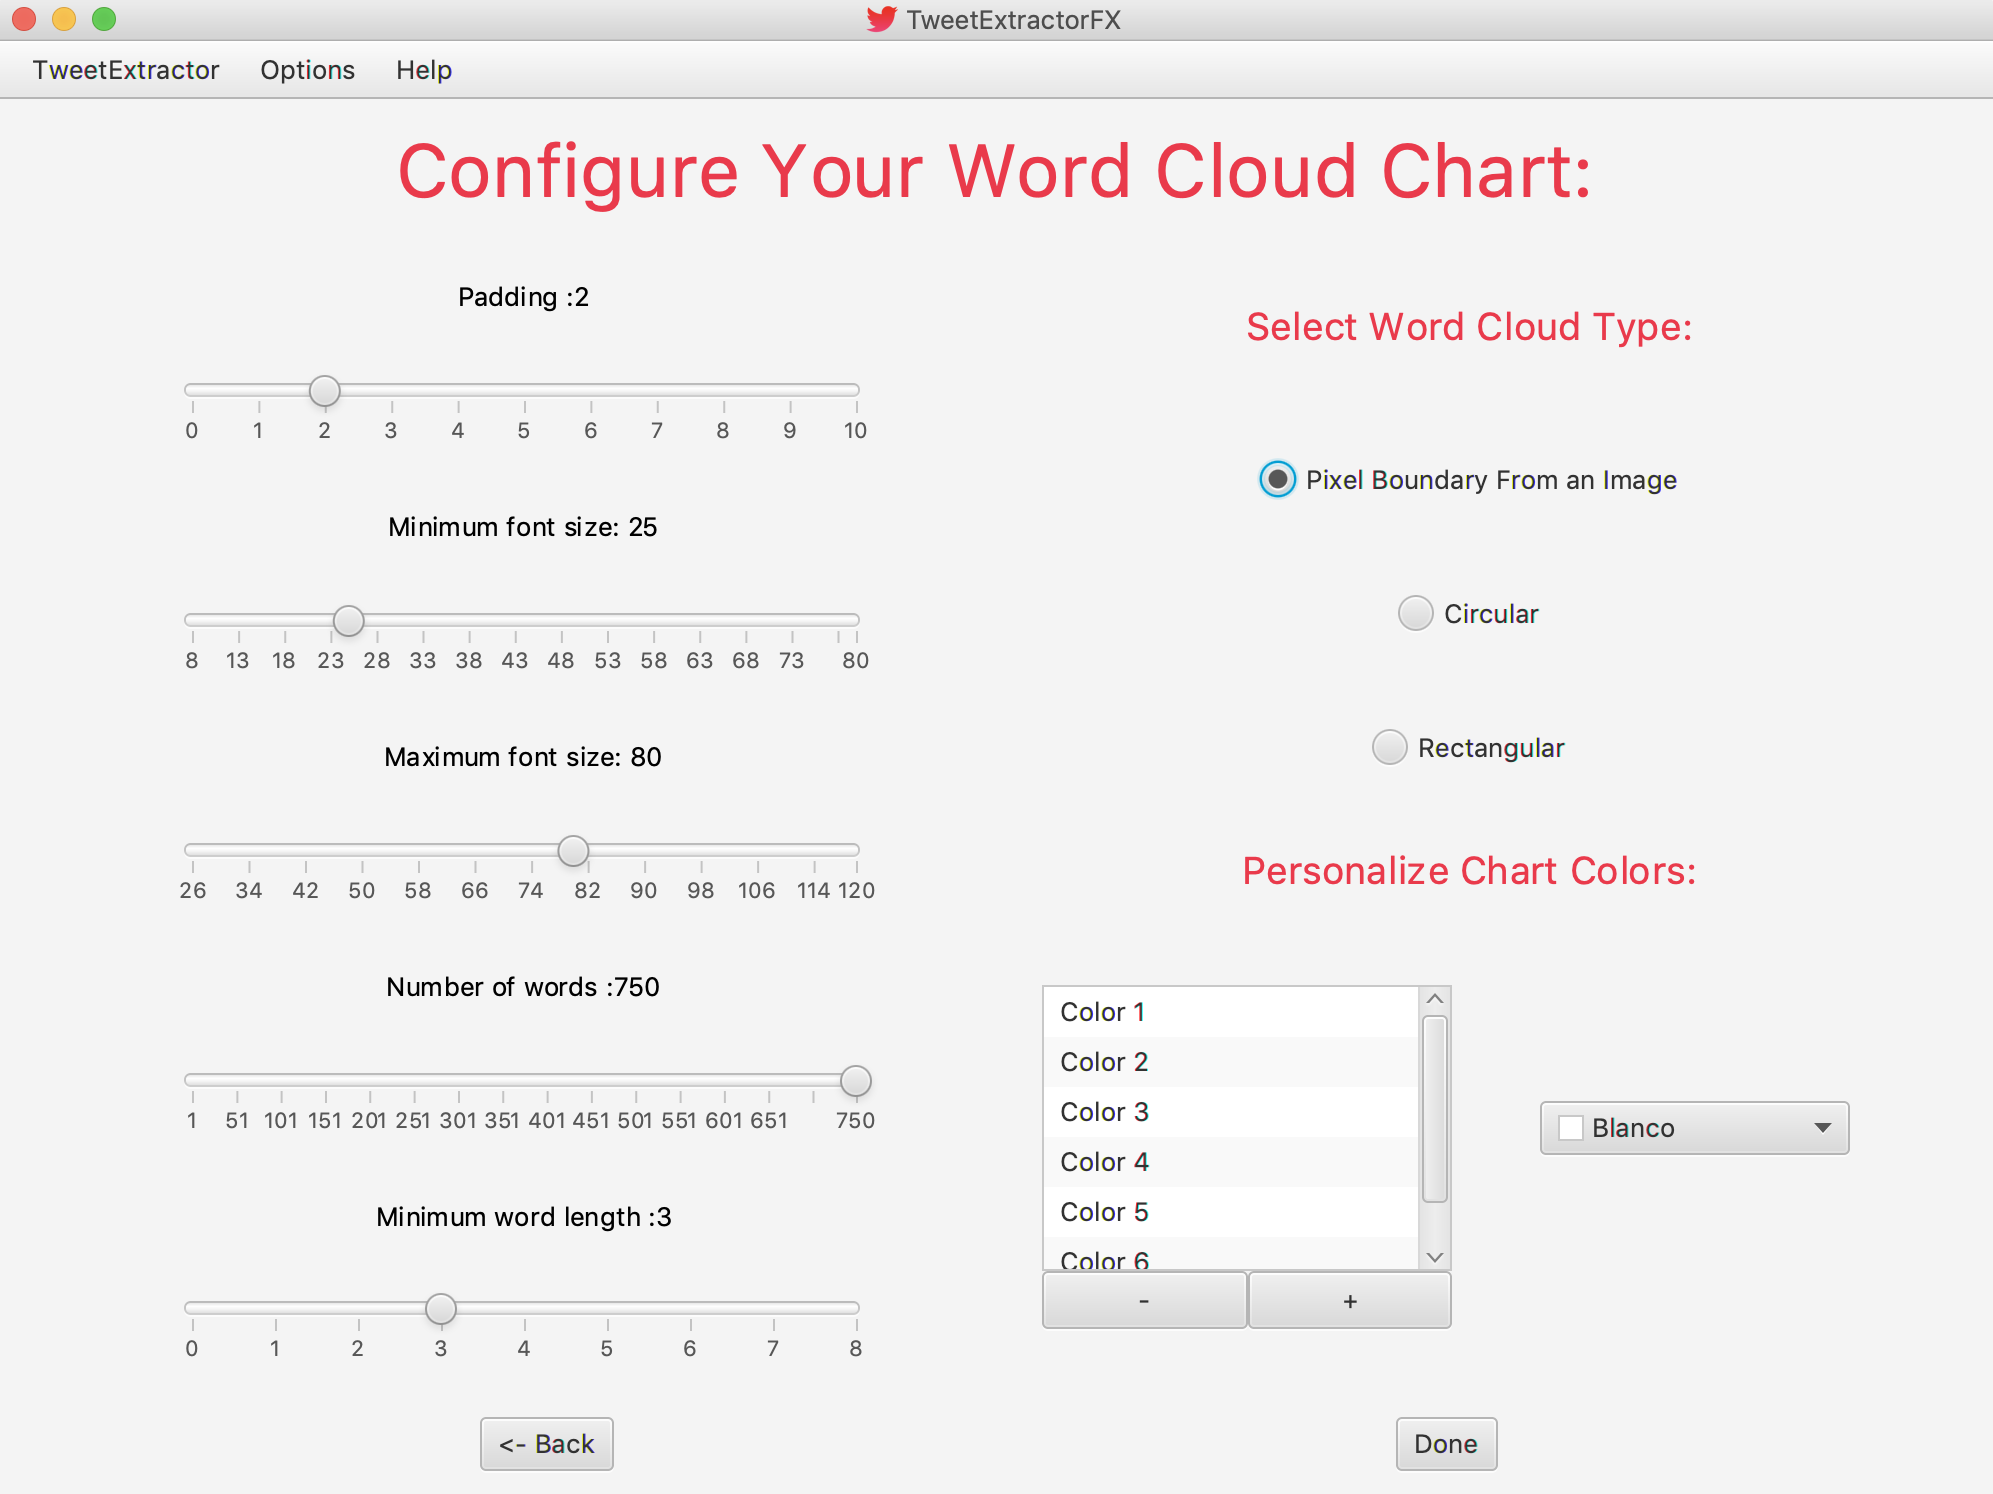 TweetExtractorFX
TweetExtractor Options Help
Configure Your Word Cloud Chart:
Padding :2
0 1 2 3 4 5 6 7 8 9 10
Minimum font size: 25
8 13 18 23 28 33 38 43 48 53 58 63 68 73 80
Maximum font size: 80
26 34 42 50 58 66 74 82 90 98 106 114 120
Number of words :750
1 51 101 151 201 251 301 351 401 451 501 551 601 651 750
Minimum word length :3
0 1 2 3 4 5 6 7 8
<- Back
Select Word Cloud Type:
Pixel Boundary From an Image
Circular
Rectangular
Personalize Chart Colors:
Color 1
Color 2
Color 3
Color 4
Color 5
Color 6
- +
Blanco
Done